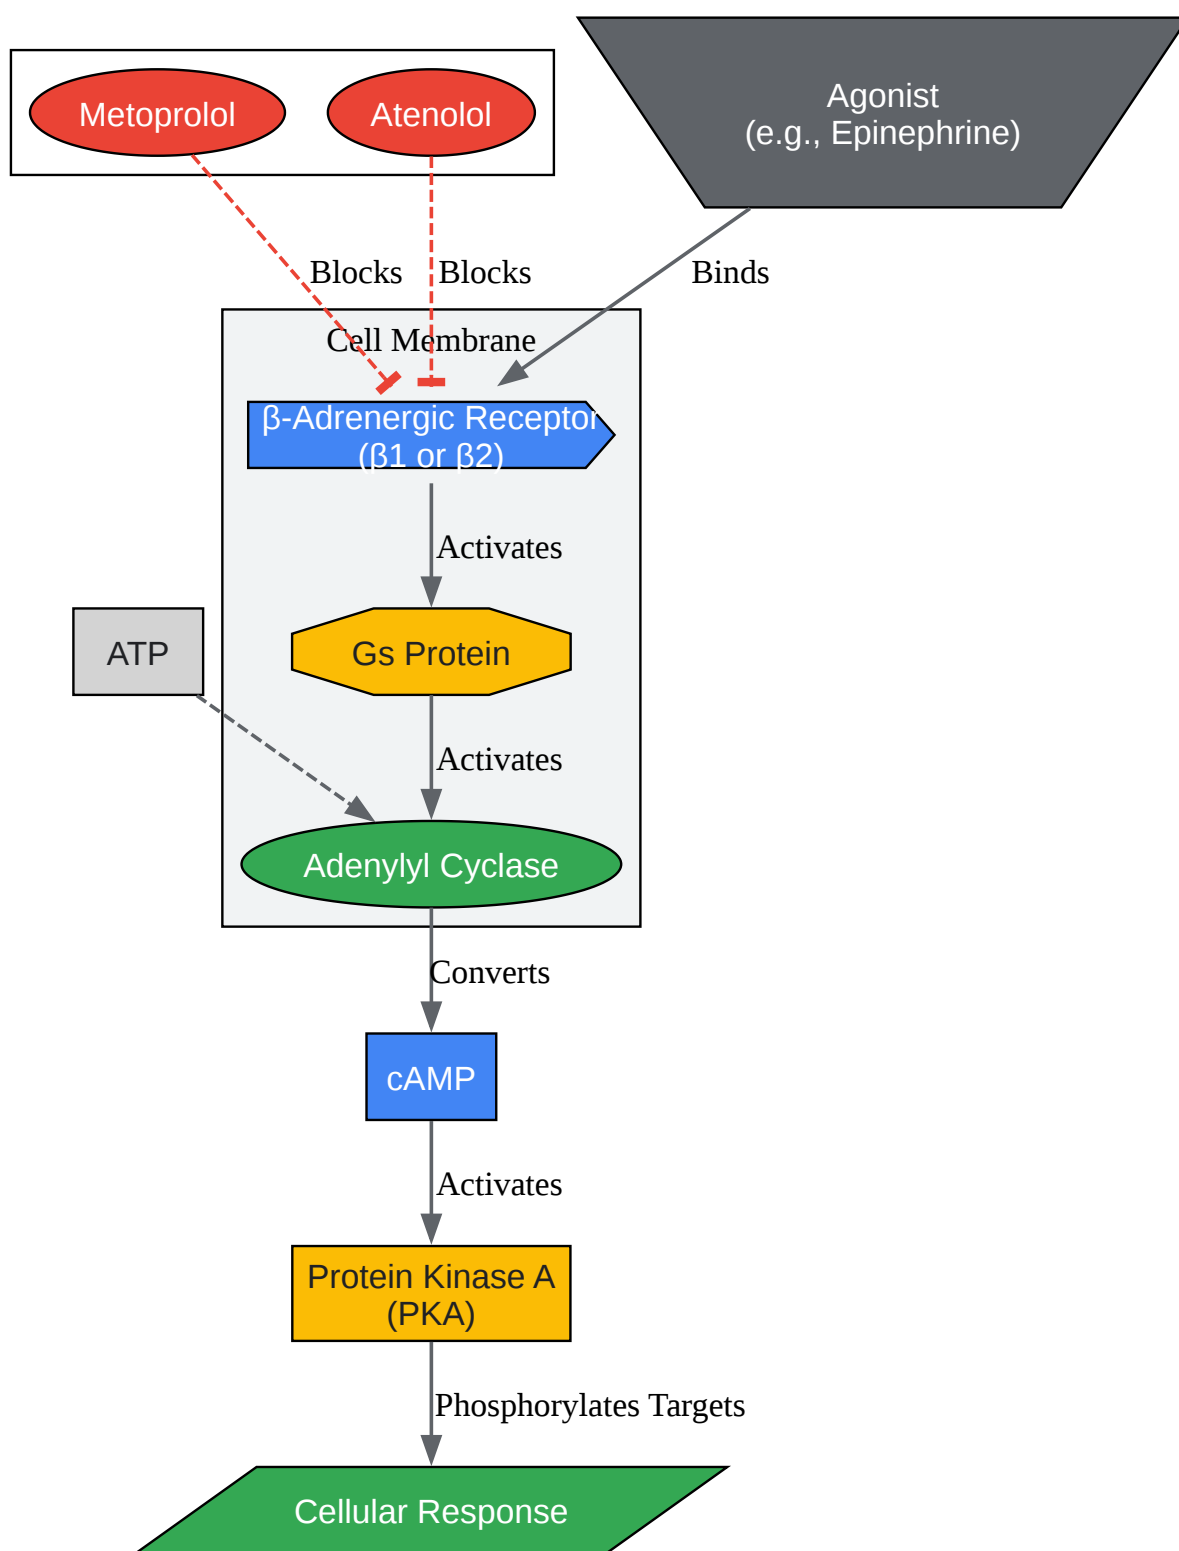 Metoprolol
Atenolol
Agonist
(e.g., Epinephrine)
Blocks
Blocks
Binds
Cell Membrane
β-Adrenergic Receptor
(β1 or β2)
Activates
ATP
Gs Protein
Activates
Adenylyl Cyclase
Converts
cAMP
Activates
Protein Kinase A
(PKA)
Phosphorylates Targets
Cellular Response